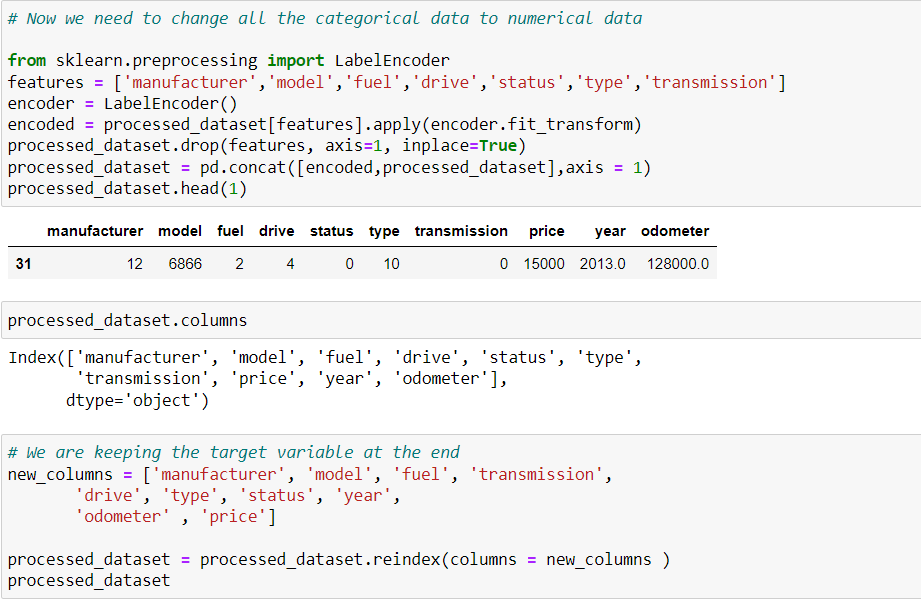 # Now we need to change all the categorical data to numerical data
from sklearn.preprocessing import LabelEncoder
features = ['manufacturer','model','fuel','drive','status','type','transmission']
encoder = LabelEncoder()
encoded = processed_dataset[features].apply(encoder.fit_transform)
processed_dataset.drop(features, axis=1, inplace=True)
processed_dataset = pd.concat([encoded,processed_dataset],axis = 1)
processed_dataset.head(1)
manufacturer model fuel drive status type transmission price year odometer
31 12 6866 2 4 0 10 0 15000 2013.0 128000.0
processed_dataset.columns
Index(['manufacturer', 'model', 'fuel', 'drive', 'status', 'type',
'transmission', 'price', 'year', 'odometer'],
dtype='object')
# We are keeping the target variable at the end
new_columns = ['manufacturer', 'model', 'fuel', 'transmission',
'drive', 'type', 'status', 'year',
'odometer' , 'price']
processed_dataset = processed_dataset.reindex(columns = new_columns )
processed_dataset